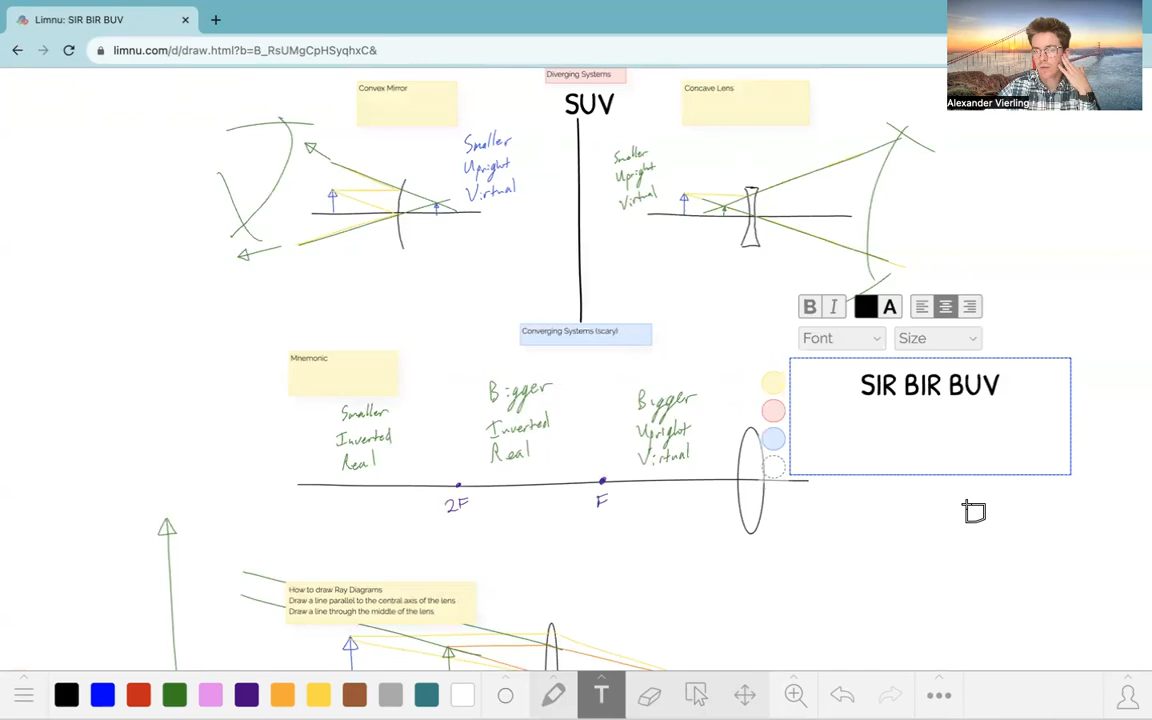 Limnu: SIR BIR BUV
limnu.com/d/draw.html?b=B_RsUMgCpHSyqhxC&
Alexander Vierling
Diverging Systems
SUV
Convex Mirror
Concave Lens
Smaller
Upright
Virtual
Smaller
Upright
Virtual
Converging Systems (scary)
B I A
Font Size
SIR BIR BUV
Mnemonic
Smaller
Inverted
Real
Bigger
Inverted
Real
Bigger
Upright
Virtual
2F
F
How to draw Ray Diagrams
Draw a line parallel to the central axis of the lens
Draw a line through the middle of the lens
T